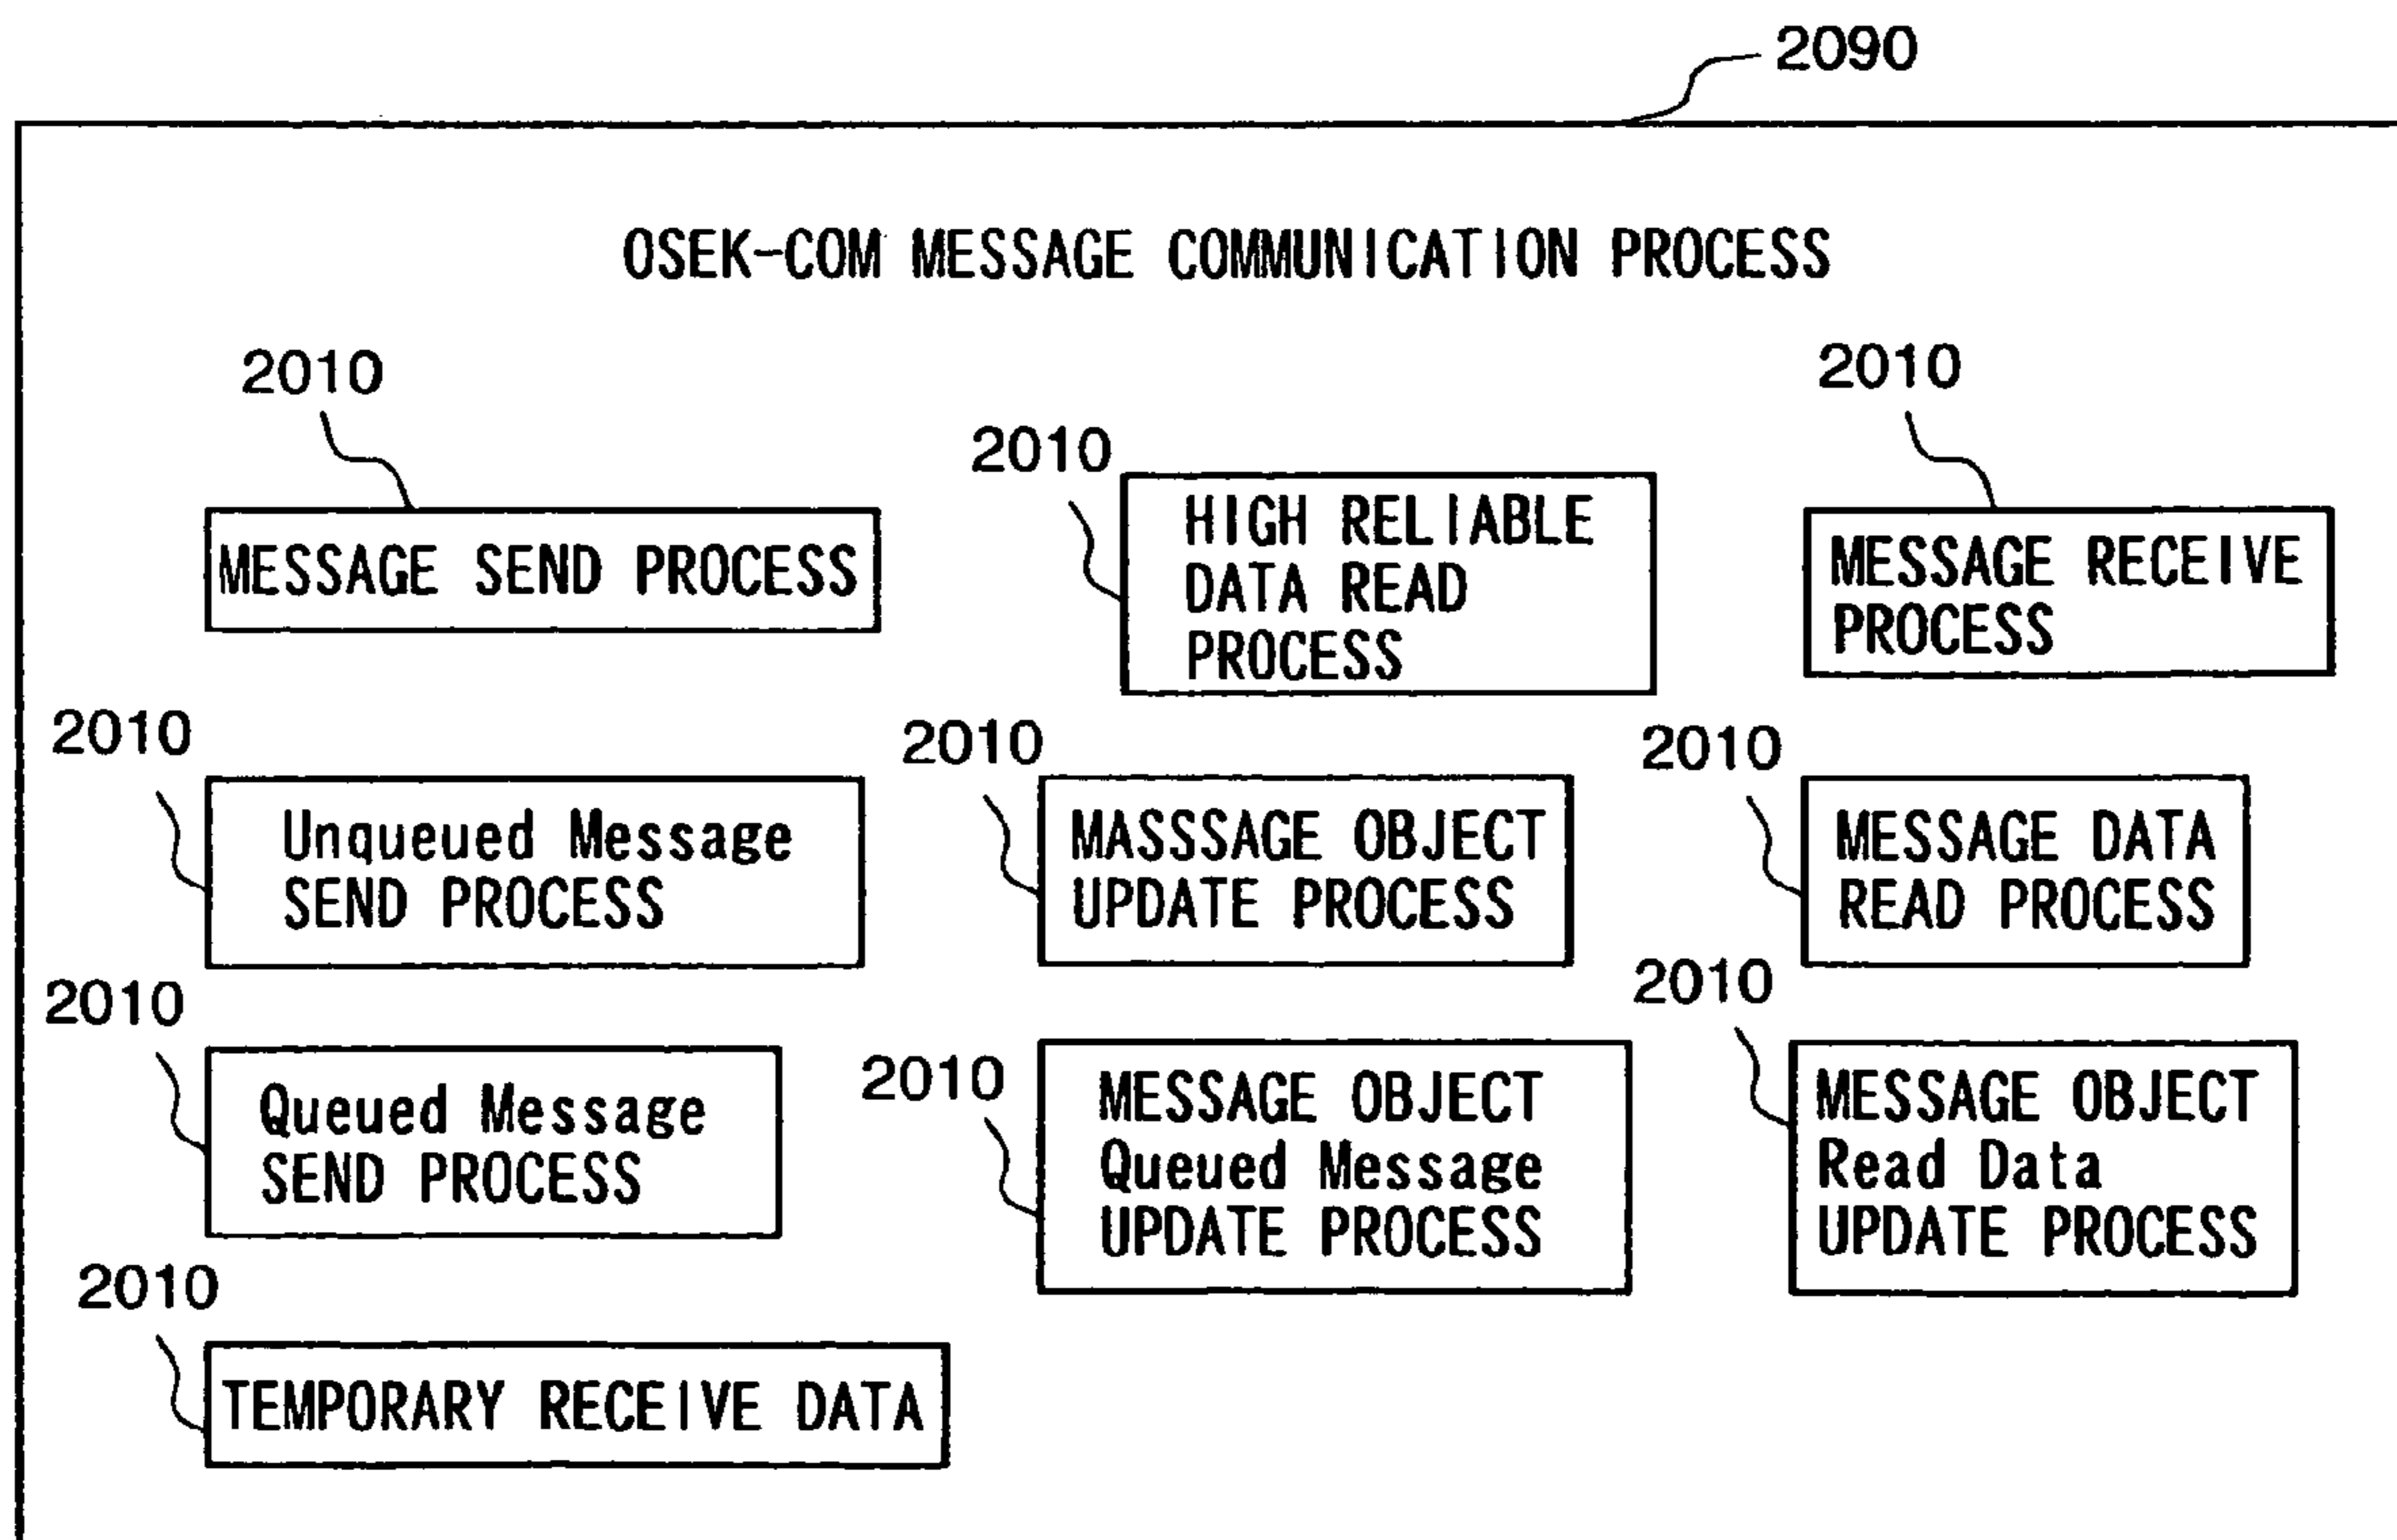 2090
OSEK-COM MESSAGE COMMUNICATION PROCESS
2010
MESSAGE SEND PROCESS
2010
HIGH RELIABLE
DATA READ
PROCESS
2010
MESSAGE RECEIVE
PROCESS
2010
Unqueued Message
SEND PROCESS
2010
MASSSAGE OBJECT
UPDATE PROCESS
2010
MESSAGE DATA
READ PROCESS
2010
Queued Message
SEND PROCESS
2010
MESSAGE OBJECT
Queued Message
UPDATE PROCESS
2010
MESSAGE OBJECT
Read Data
UPDATE PROCESS
2010
TEMPORARY RECEIVE DATA